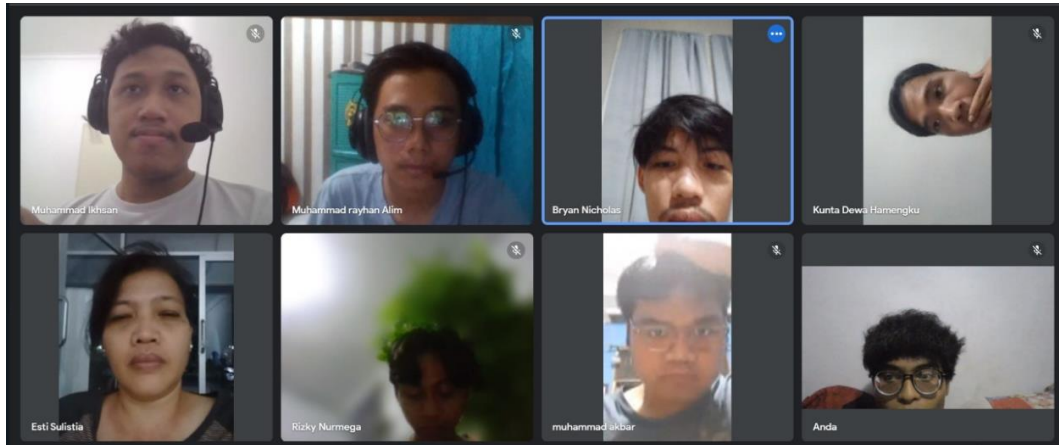 Muhammad Ikhsan
Muhammad rayhan Alim
Bryan Nicholas
Kunta Dewa Hamengku
Esti Sulistia
Rizky Nurmega
muhammad akbar
Anda